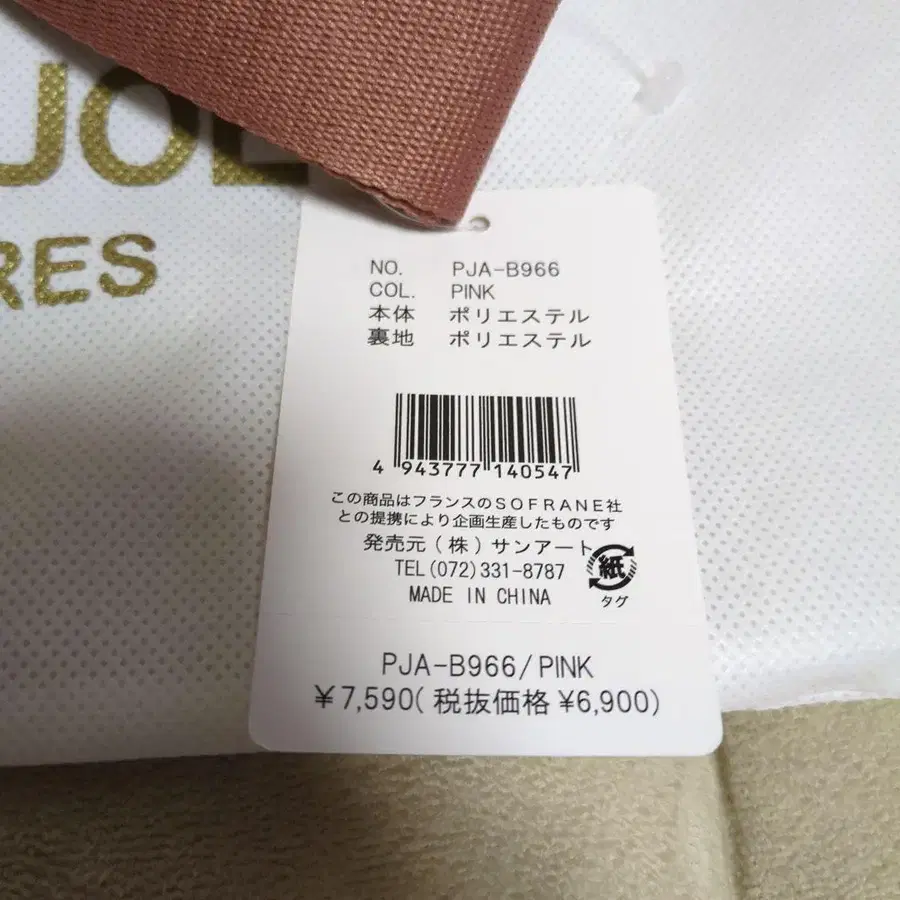 JOE
RES
NO. PJA-B966
COL. PINK
本体 ポリエステル
裏地 ポリエステル
4 943777 140547
この商品はフランスのSOFRANE社
との提携により企画生産したものです
発売元(株)サンアート
TEL(072)331-8787
MADE IN CHINA
紙
タグ
PJA-B966/PINK
¥7,590(税抜価格 ¥6,900)